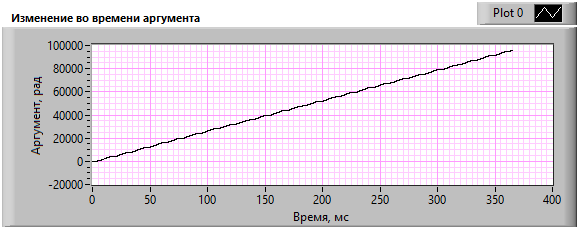 Изменение во времени аргумента
Plot 0
Аргумент, рад
100000
80000
60000
40000
20000
0
-20000
0 50 100 150 200 250 300 350 400
Время, мс